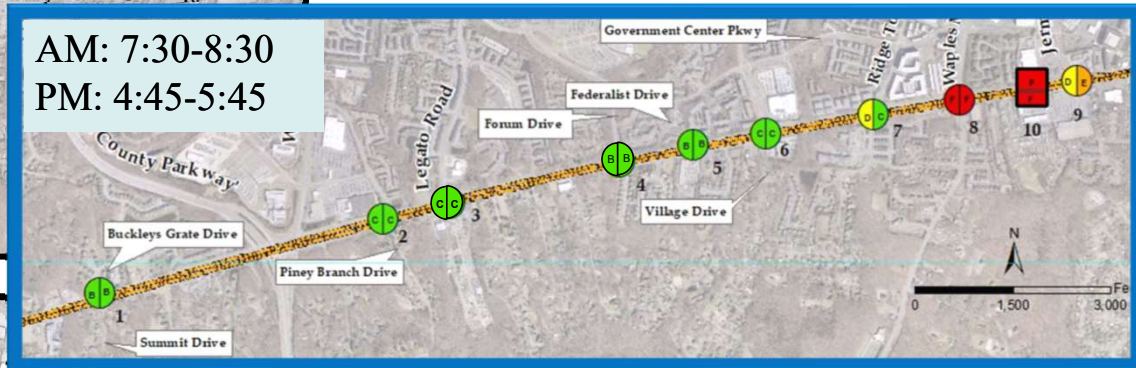 AM: 7:30-8:30
PM: 4:45-5:45
Government Center Pkwy
Ridge
Waples
Federalist Drive
Forum Drive
Legato Road
County Parkway
Buckleys Grate Drive
Piney Branch Drive
Village Drive
Summit Drive
B B
1
C C
2
C C
3
B B
4
B B
5
C C
6
D C
7
F F
8
F
F
10
D E
9
N
0 1,500 3,000
Fe